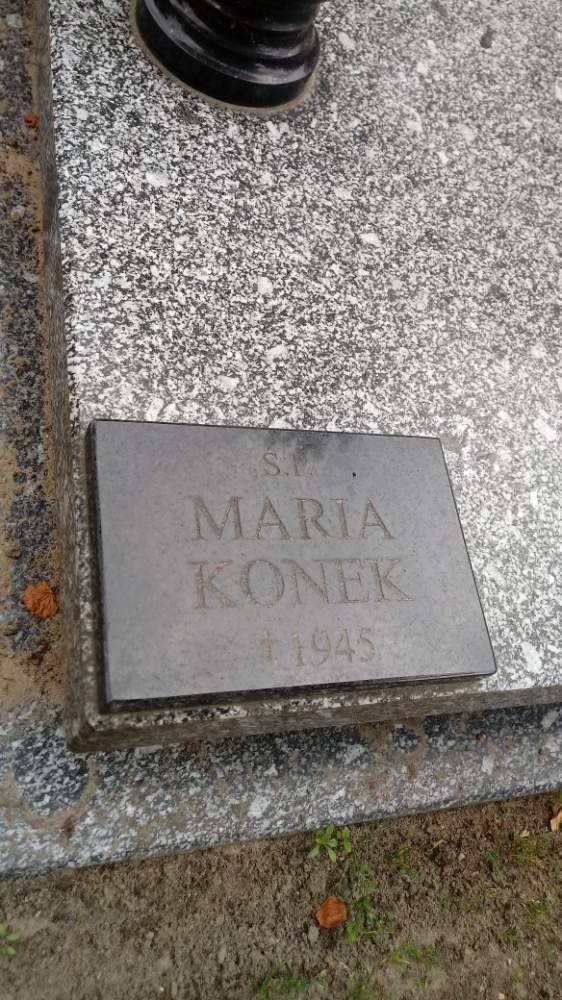 Ś.P.
MARIA
KONEK
✝ 1945